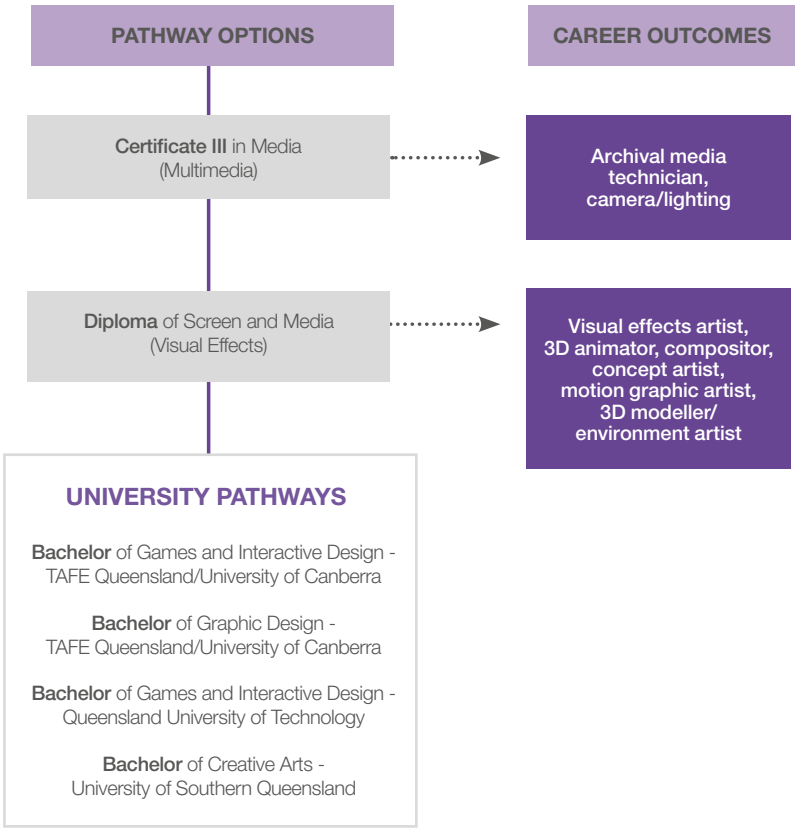 PATHWAY OPTIONS
CAREER OUTCOMES
Certificate III in Media
(Multimedia)
Archival media
technician,
camera/lighting
Diploma of Screen and Media
(Visual Effects)
Visual effects artist,
3D animator, compositor,
concept artist,
motion graphic artist,
3D modeller/
environment artist
UNIVERSITY PATHWAYS
Bachelor of Games and Interactive Design -
TAFE Queensland/University of Canberra
Bachelor of Graphic Design -
TAFE Queensland/University of Canberra
Bachelor of Games and Interactive Design -
Queensland University of Technology
Bachelor of Creative Arts -
University of Southern Queensland